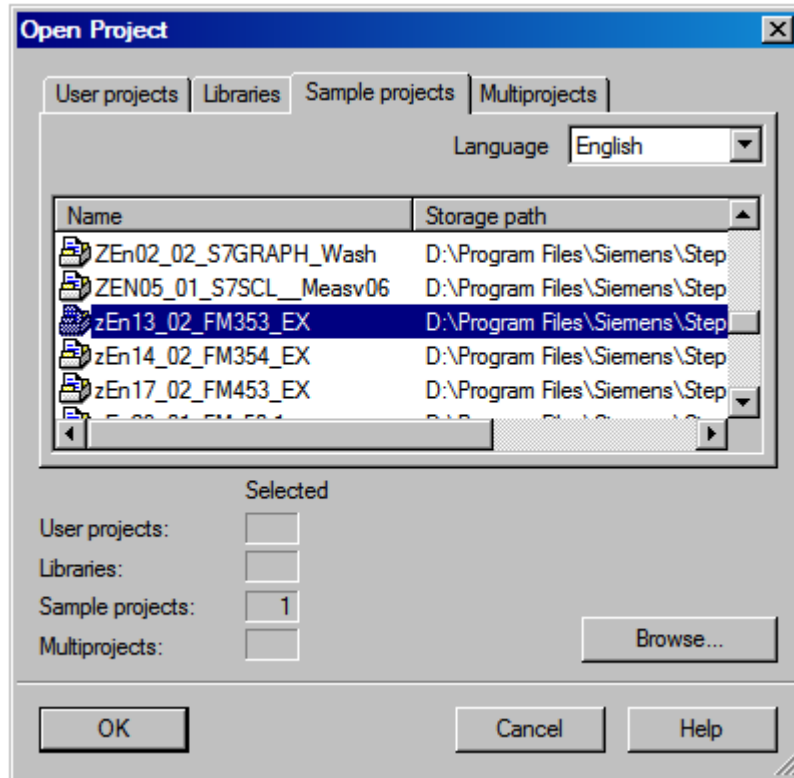 Open Project
User projects Libraries Sample projects Multiprojects
Language English
Name Storage path
ZEn02_02_S7GRAPH_Wash D:\Program Files\Siemens\Step
ZEN05_01_S7SCL__Measv06 D:\Program Files\Siemens\Step
zEn13_02_FM353_EX D:\Program Files\Siemens\Step
zEn14_02_FM354_EX D:\Program Files\Siemens\Step
zEn17_02_FM453_EX D:\Program Files\Siemens\Step
Selected
User projects:
Libraries:
Sample projects: 1
Multiprojects:
Browse...
OK Cancel Help